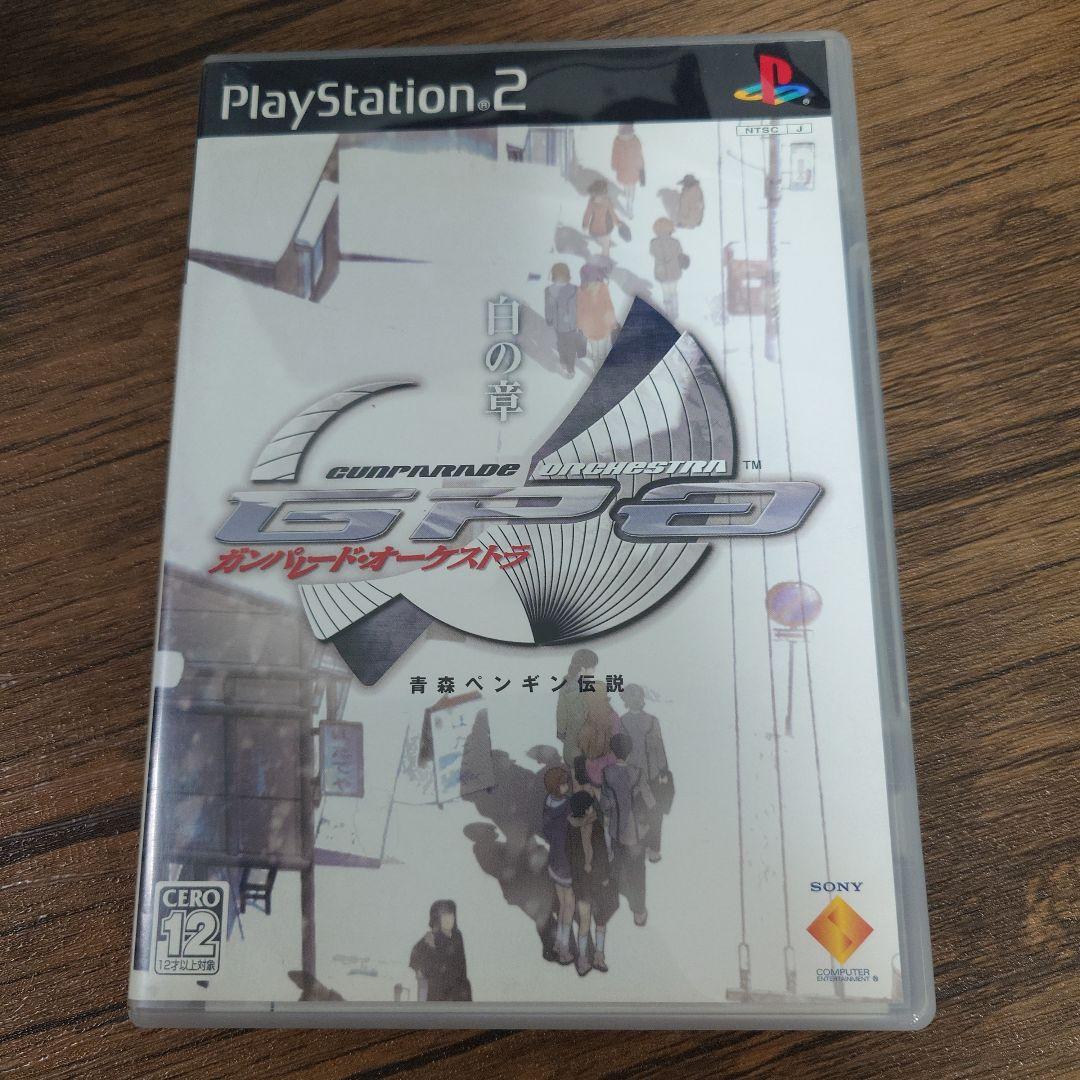 PlayStation®2
NTSC J
白の章
GUNPARADE ORCHESTRA ™
GPO
ガンパレード・オーケストラ
青森ペンギン伝説
CERO
12
12才以上対象
SONY
COMPUTER
ENTERTAINMENT ®